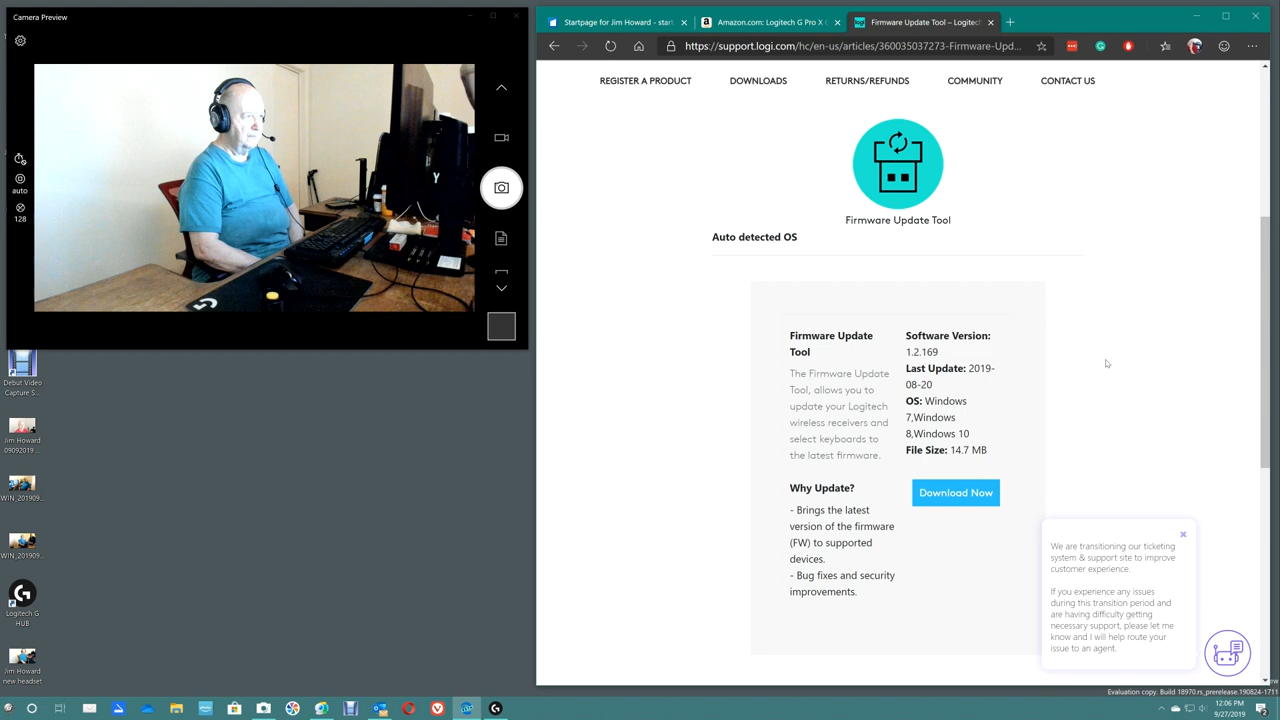 Camera Preview
auto
128
Y
Startpage for Jim Howard - star
Amazon.com: Logitech G Pro X
Firmware Update Tool – Logitech
https://support.logi.com/hc/en-us/articles/360035037273-Firmware-Upd...
REGISTER A PRODUCT DOWNLOADS RETURNS/REFUNDS COMMUNITY CONTACT US
Firmware Update Tool
Auto detected OS
Firmware Update
Tool
The Firmware Update
Tool, allows you to
update your Logitech
wireless receivers and
select keyboards to
the latest firmware.
Why Update?
- Brings the latest
version of the firmware
(FW) to supported
devices.
- Bug fixes and security
improvements.
Software Version:
1.2.169
Last Update: 2019-
08-20
OS: Windows
7,Windows
8,Windows 10
File Size: 14.7 MB
Download Now
We are transitioning our ticketing
system & support site to improve
customer experience.
If you experience any issues
during this transition period and
are having difficulty getting
necessary support, please let me
know and I will help route your
issue to an agent.
Debut Video
Capture S...
Jim Howard
09092019 ...
WIN_201909...
WIN_201909...
Logitech G
HUB
Jim Howard
new headset
Evaluation copy. Build 18970.rs_prerelease.190824-1711
12:06 PM
9/27/2019
2